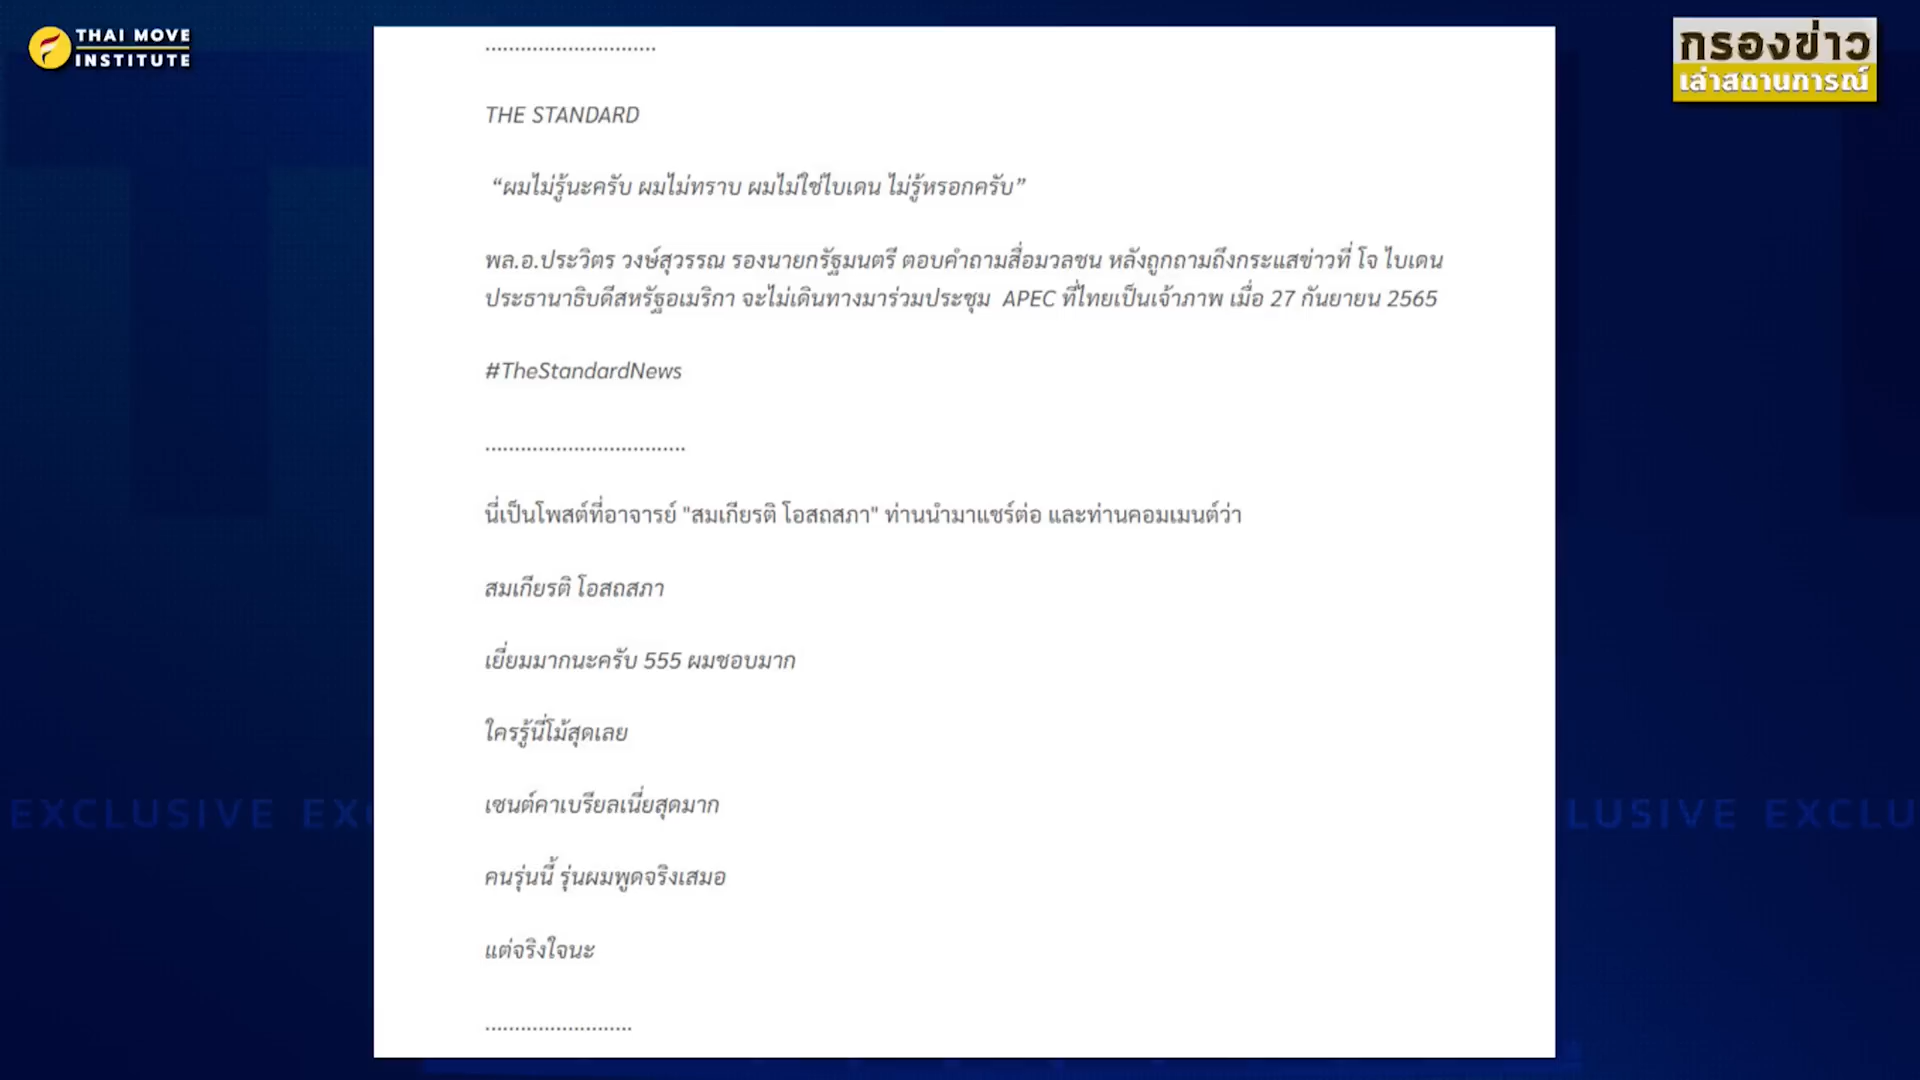 THAI MOVE
INSTITUTE
กรองข่าว
เล่าสถานการณ์
.............................
THE STANDARD
“ผมไม่รู้นะครับ ผมไม่ทราบ ผมไม่ใช่ไบเดน ไม่รู้หรอกครับ”
พล.อ.ประวิตร วงษ์สุวรรณ รองนายกรัฐมนตรี ตอบคำถามสื่อมวลชน หลังถูกถามถึงกระแสข่าวที่ โจ ไบเดน
ประธานาธิบดีสหรัฐอเมริกา จะไม่เดินทางมาร่วมประชุม APEC ที่ไทยเป็นเจ้าภาพ เมื่อ 27 กันยายน 2565
#TheStandardNews
..................................
นี่เป็นโพสต์ที่อาจารย์ "สมเกียรติ โอสถสภา" ท่านนำมาแชร์ต่อ และท่านคอมเมนต์ว่า
สมเกียรติ โอสถสภา
เยี่ยมมากนะครับ 555 ผมชอบมาก
ใครรู้นี่โม้สุดเลย
เซนต์คาเบรียลเนี่ยสุดมาก
คนรุ่นนี้ รุ่นผมพูดจริงเสมอ
แต่จริงใจนะ
.........................
EXCLUSIVE EXC
LUSIVE EXCLU